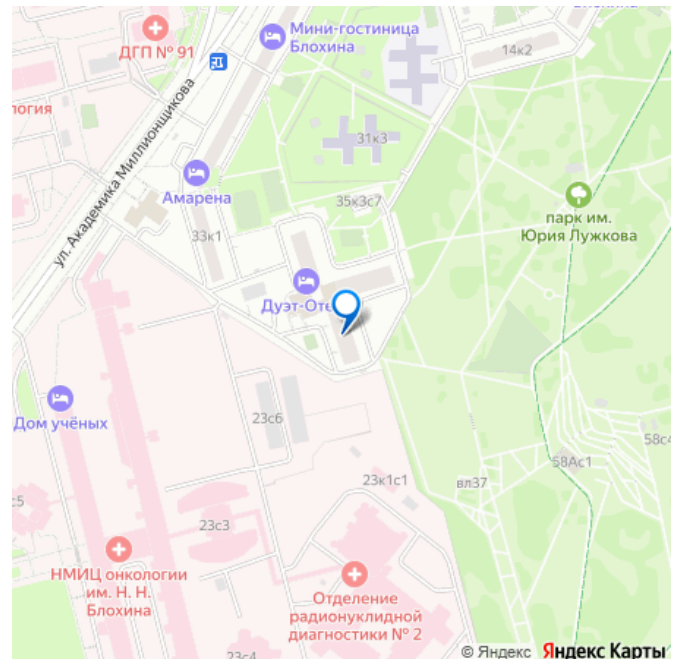 Мини-гостиница
Блохина
ДГП № 91
14к2
ология
ул. Академика Миллионщикова
31к3
Амарена
35к3с7
парк им.
Юрия Лужкова
33к1
Дуэт-Оте
Дом учёных
23с6
58с4
58Ас1
23к1с1
вл37
с5
23с3
НМИЦ онкологии
им. Н. Н.
Блохина
Отделение
радионуклидной
диагностики № 2
23с4
© Яндекс Яндекс Карты